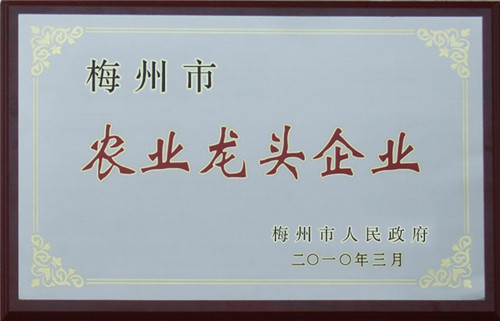 梅州市
农业龙头企业
梅州市人民政府
二〇一〇年三月